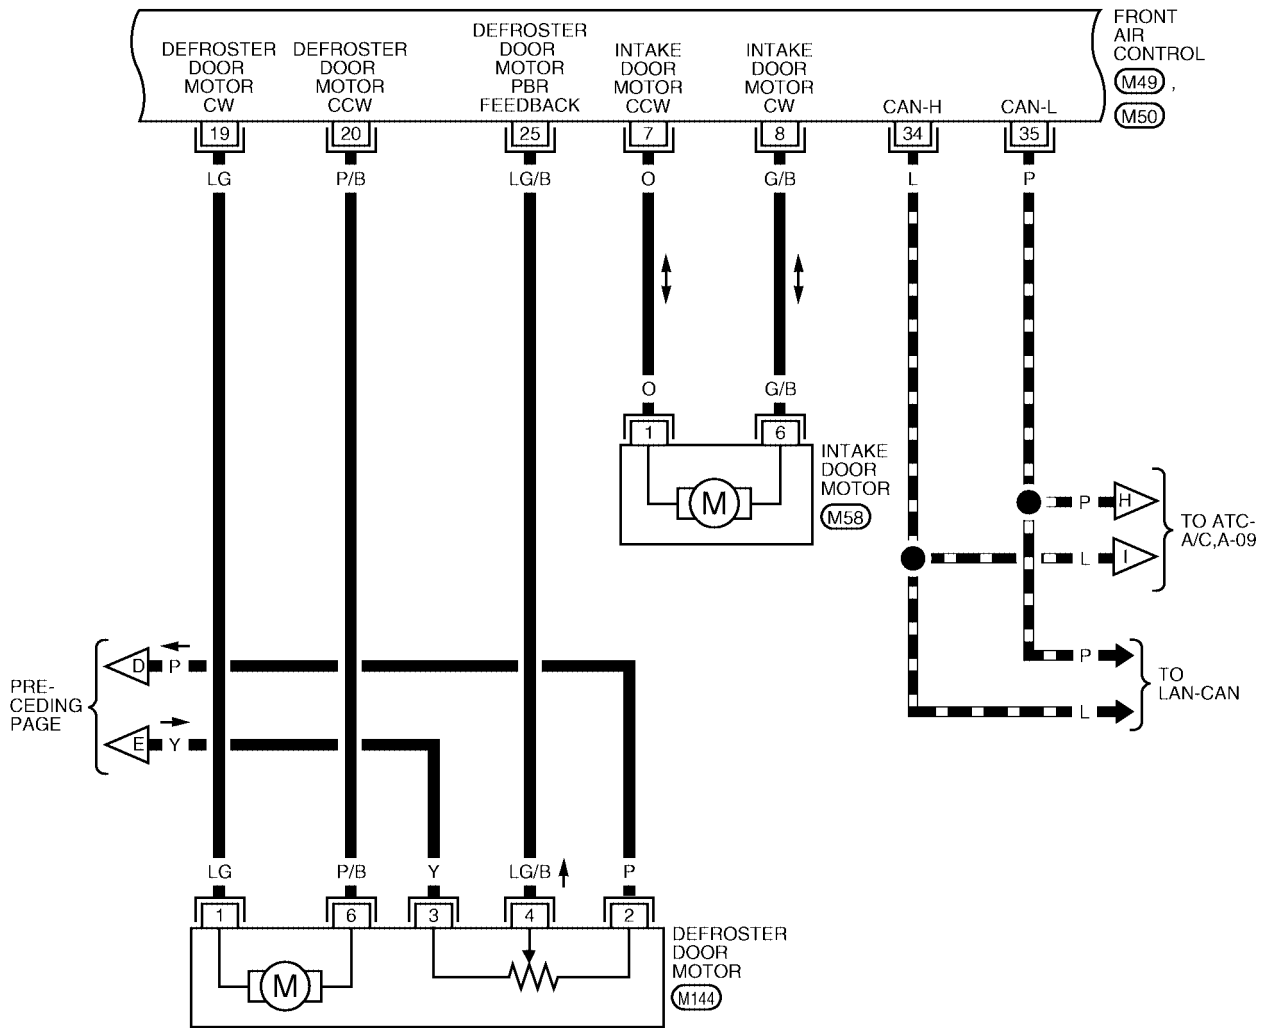 DEFROSTER
DOOR
MOTOR
CW
DEFROSTER
DOOR
MOTOR
CCW
DEFROSTER
DOOR
MOTOR
PBR
FEEDBACK
INTAKE
DOOR
MOTOR
CCW
INTAKE
DOOR
MOTOR
CW
CAN-H
CAN-L
FRONT
AIR
CONTROL
M49 ,
M50
19
20
25
7
8
34
35
LG
P/B
LG/B
O
G/B
L
P
O
G/B
1
6
M
INTAKE
DOOR
MOTOR
M58
P
H
L
I
TO ATC-
A/C,A-09
P
L
TO
LAN-CAN
PRE-
CEDING
PAGE
D
P
E
Y
LG
P/B
Y
LG/B
P
1
6
3
4
2
M
DEFROSTER
DOOR
MOTOR
M144